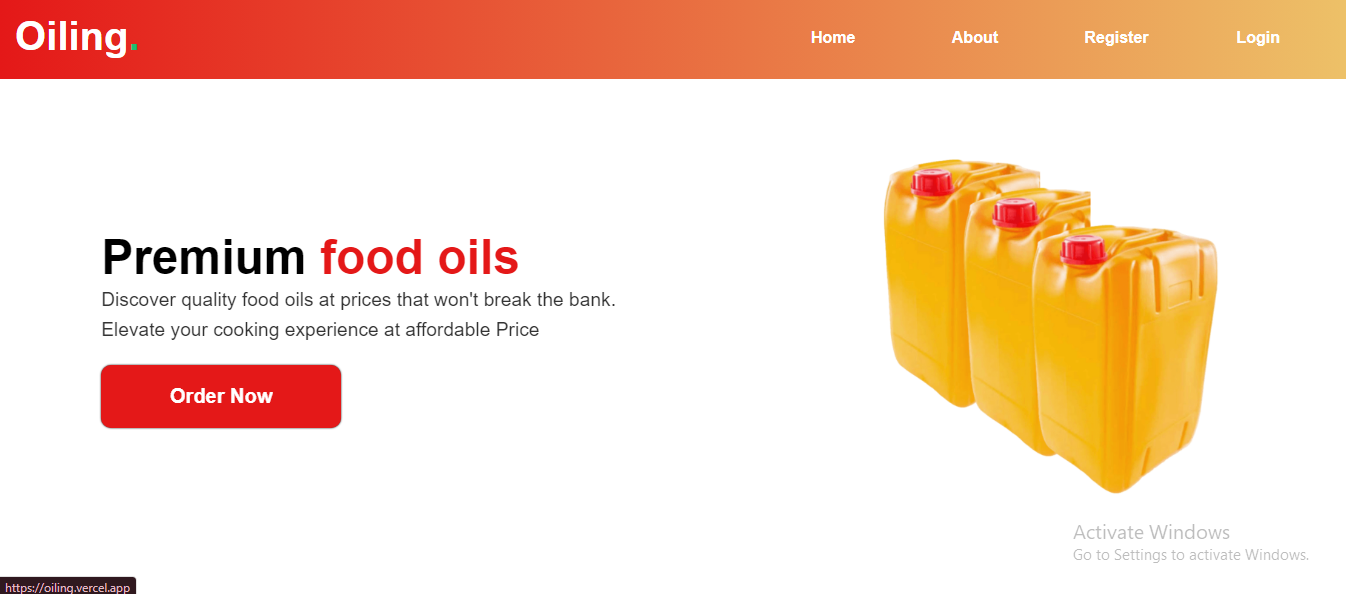 Oiling.
Home About Register Login
Premium food oils
Discover quality food oils at prices that won't break the bank.
Elevate your cooking experience at affordable Price
Order Now
Activate Windows
Go to Settings to activate Windows.
https://oiling.vercel.app